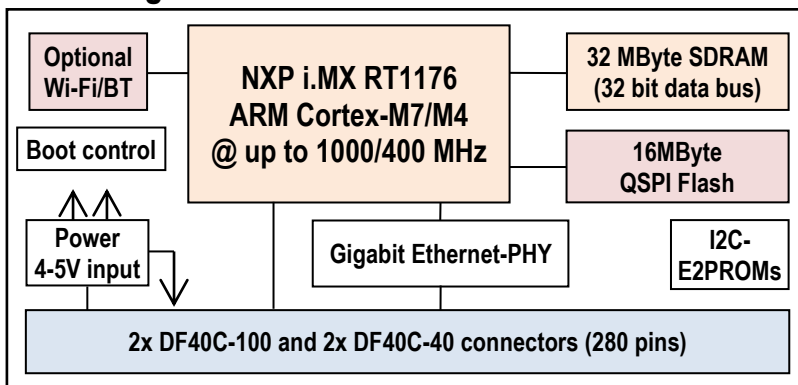 Optional
Wi-Fi/BT
NXP i.MX RT1176
ARM Cortex-M7/M4
@ up to 1000/400 MHz
32 MByte SDRAM
(32 bit data bus)
Boot control
16MByte
QSPI Flash
Power
4-5V input
Gigabit Ethernet-PHY
I2C-
E2PROMs
2x DF40C-100 and 2x DF40C-40 connectors (280 pins)